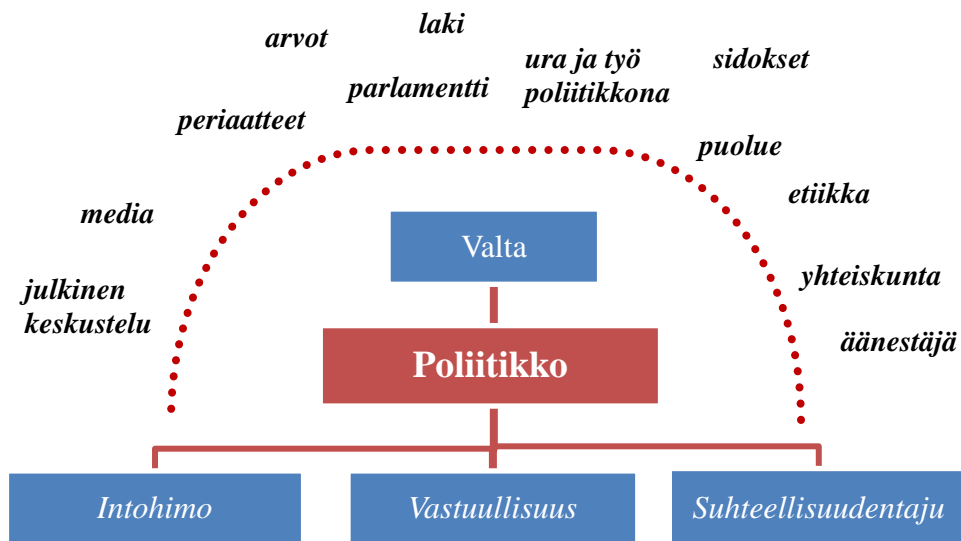 arvot
laki
ura ja työ
poliitikkona
sidokset
parlamentti
periaatteet
puolue
etiikka
media
Valta
julkinen
keskustelu
yhteiskunta
äänestäjä
Poliitikko
Intohimo
Vastuullisuus
Suhteellisuudentaju